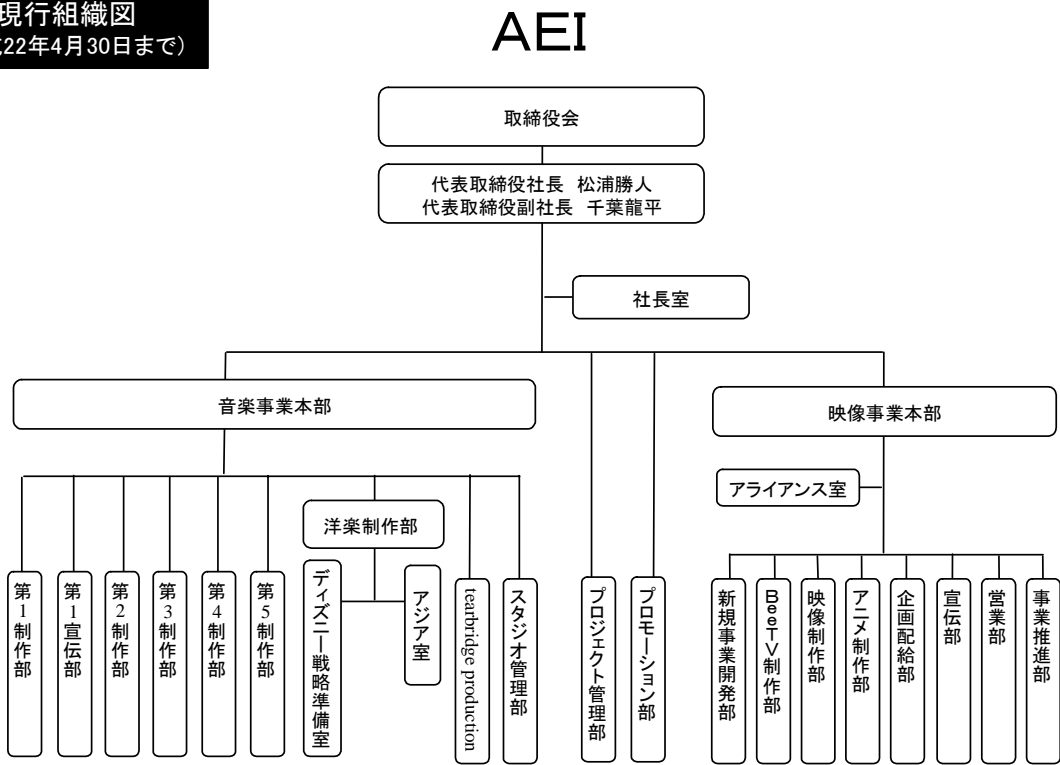 現行組織図
22年4月30日まで）
AEI
取締役会
代表取締役社長　松浦勝人
代表取締役副社長　千葉龍平
社長室
音楽事業本部
映像事業本部
アライアンス室
洋楽制作部
第1制作部
第1宣伝部
第2制作部
第3制作部
第4制作部
第5制作部
ディズニー戦略準備室
アジア室
tearbridge production
スタジオ管理部
プロジェクト管理部
プロモーション部
新規事業開発部
BeeTV制作部
映像制作部
アニメ制作部
企画配給部
宣伝部
営業部
事業推進部